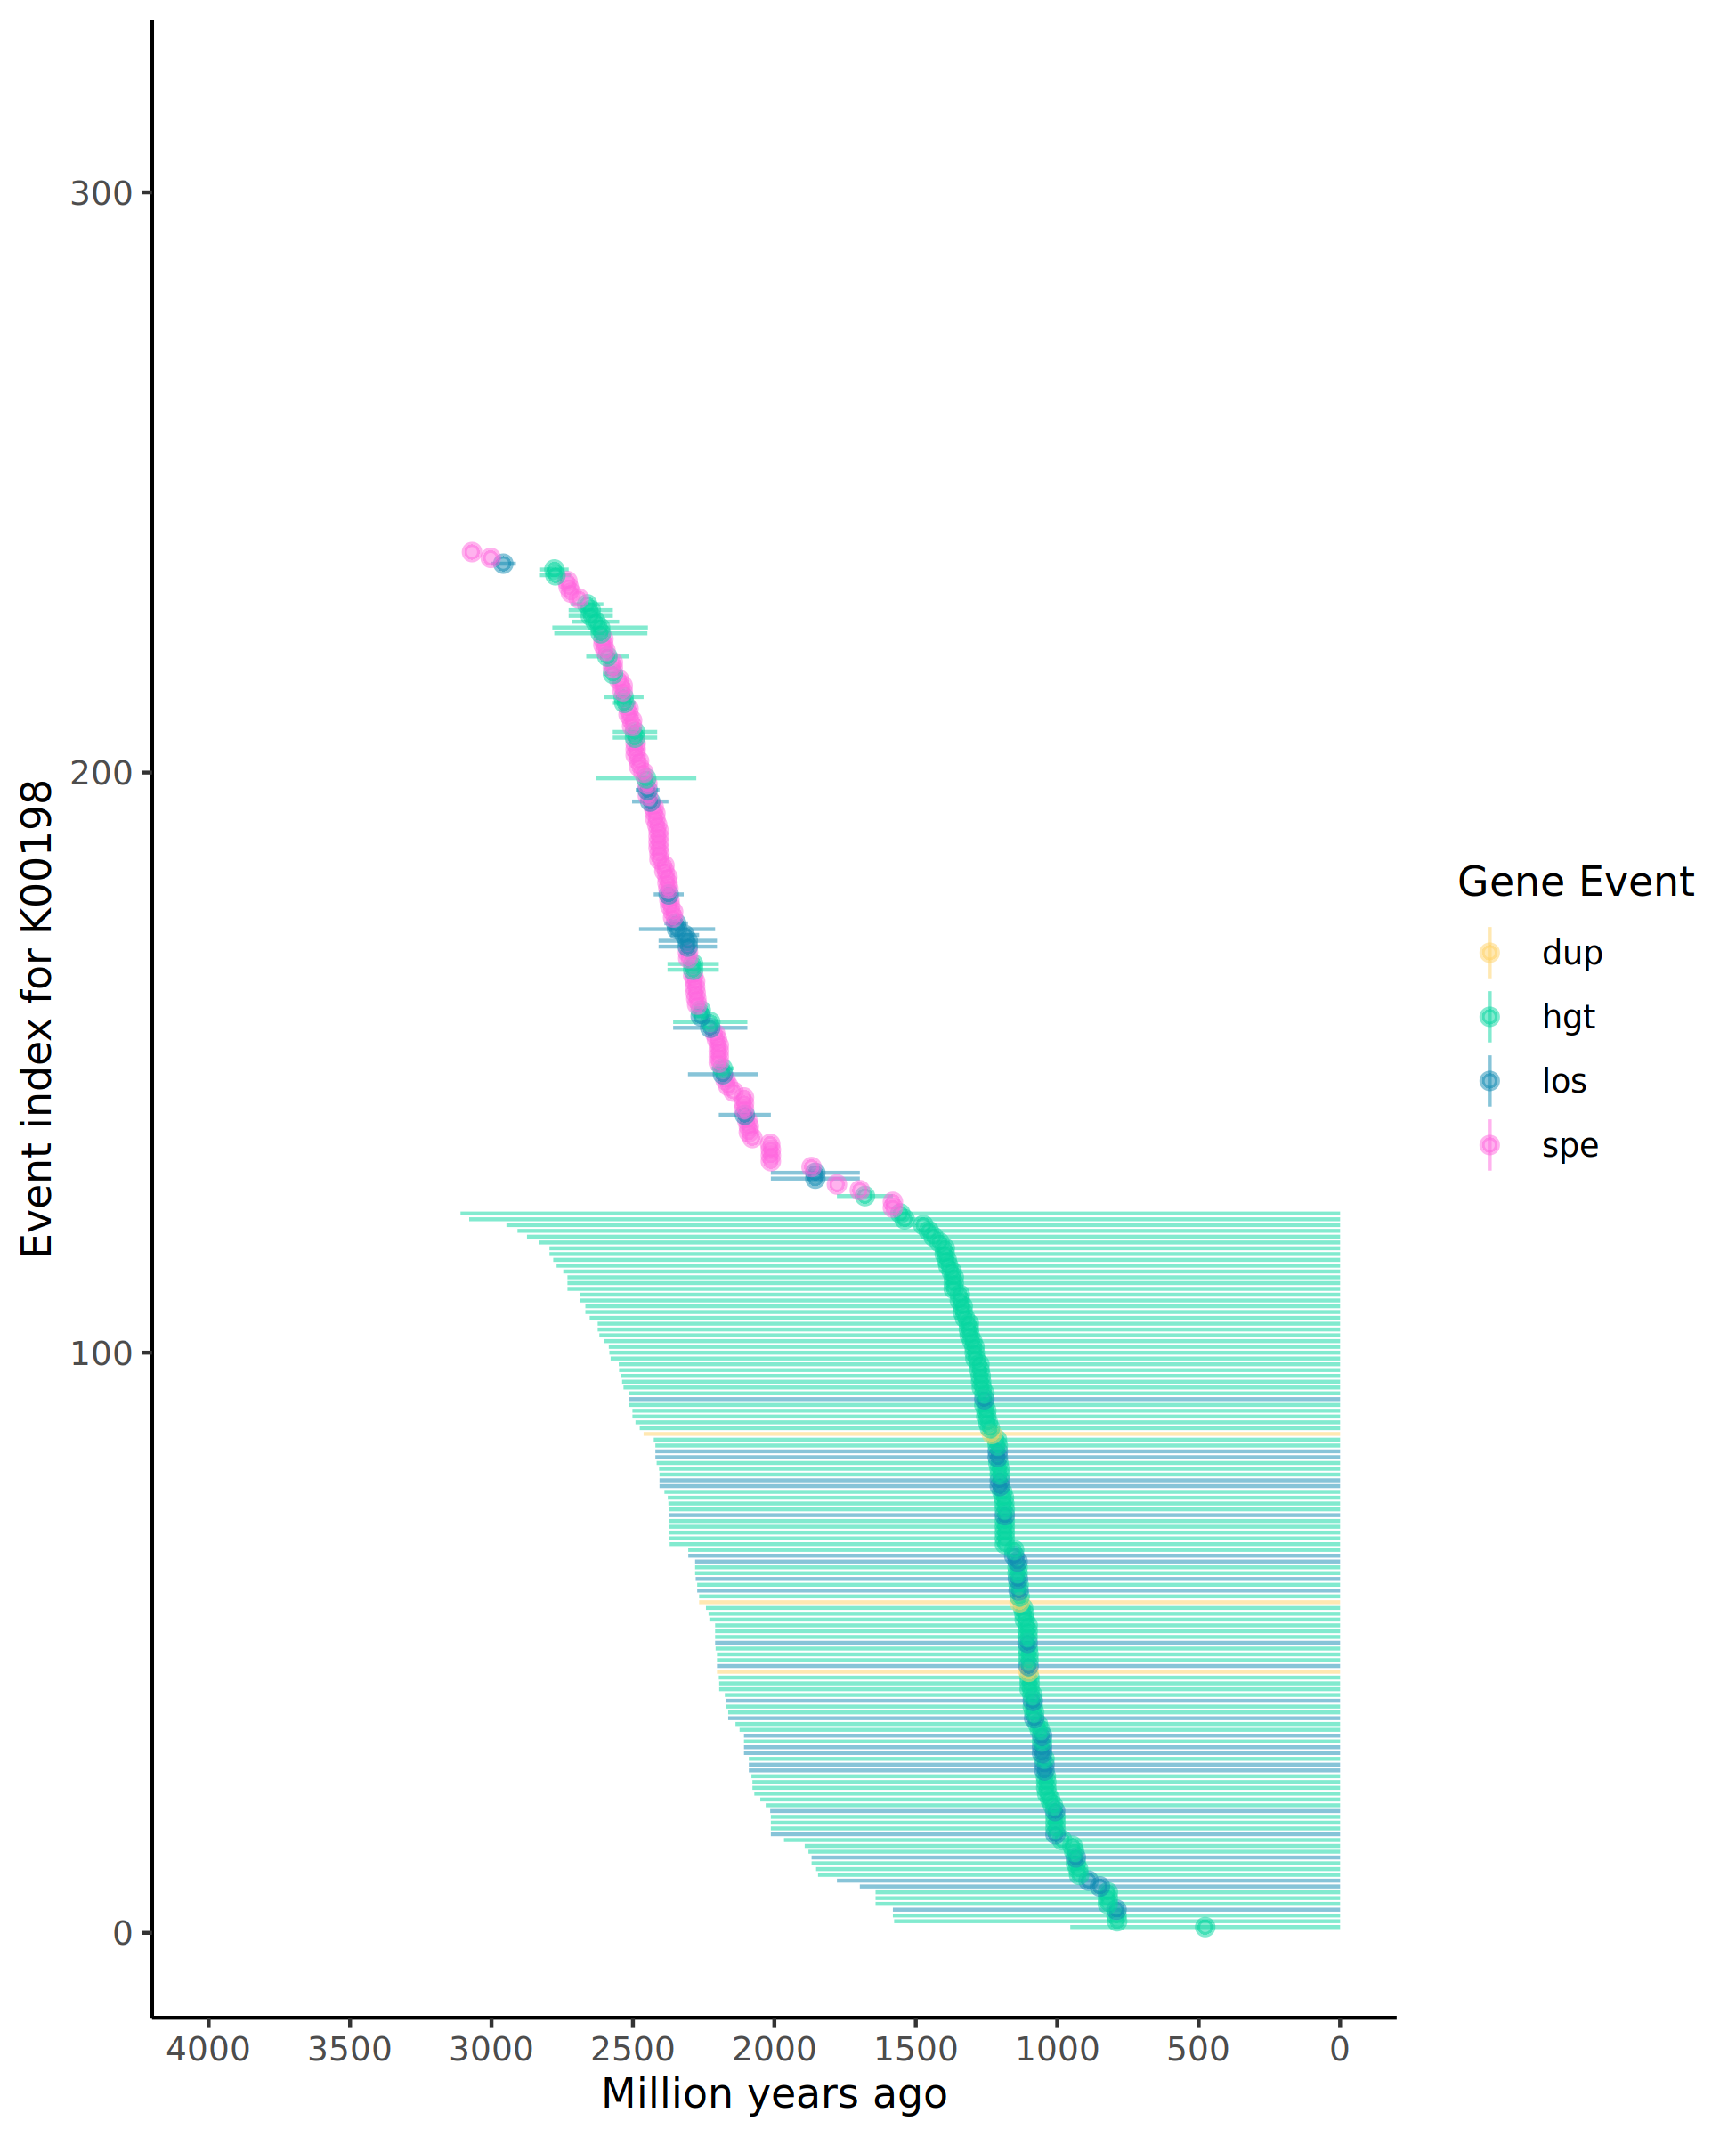 Event index for K00198
300
200
100
0
4000 3500 3000 2500 2000 1500 1000 500 0
Million years ago
Gene Event
dup
hgt
los
spe